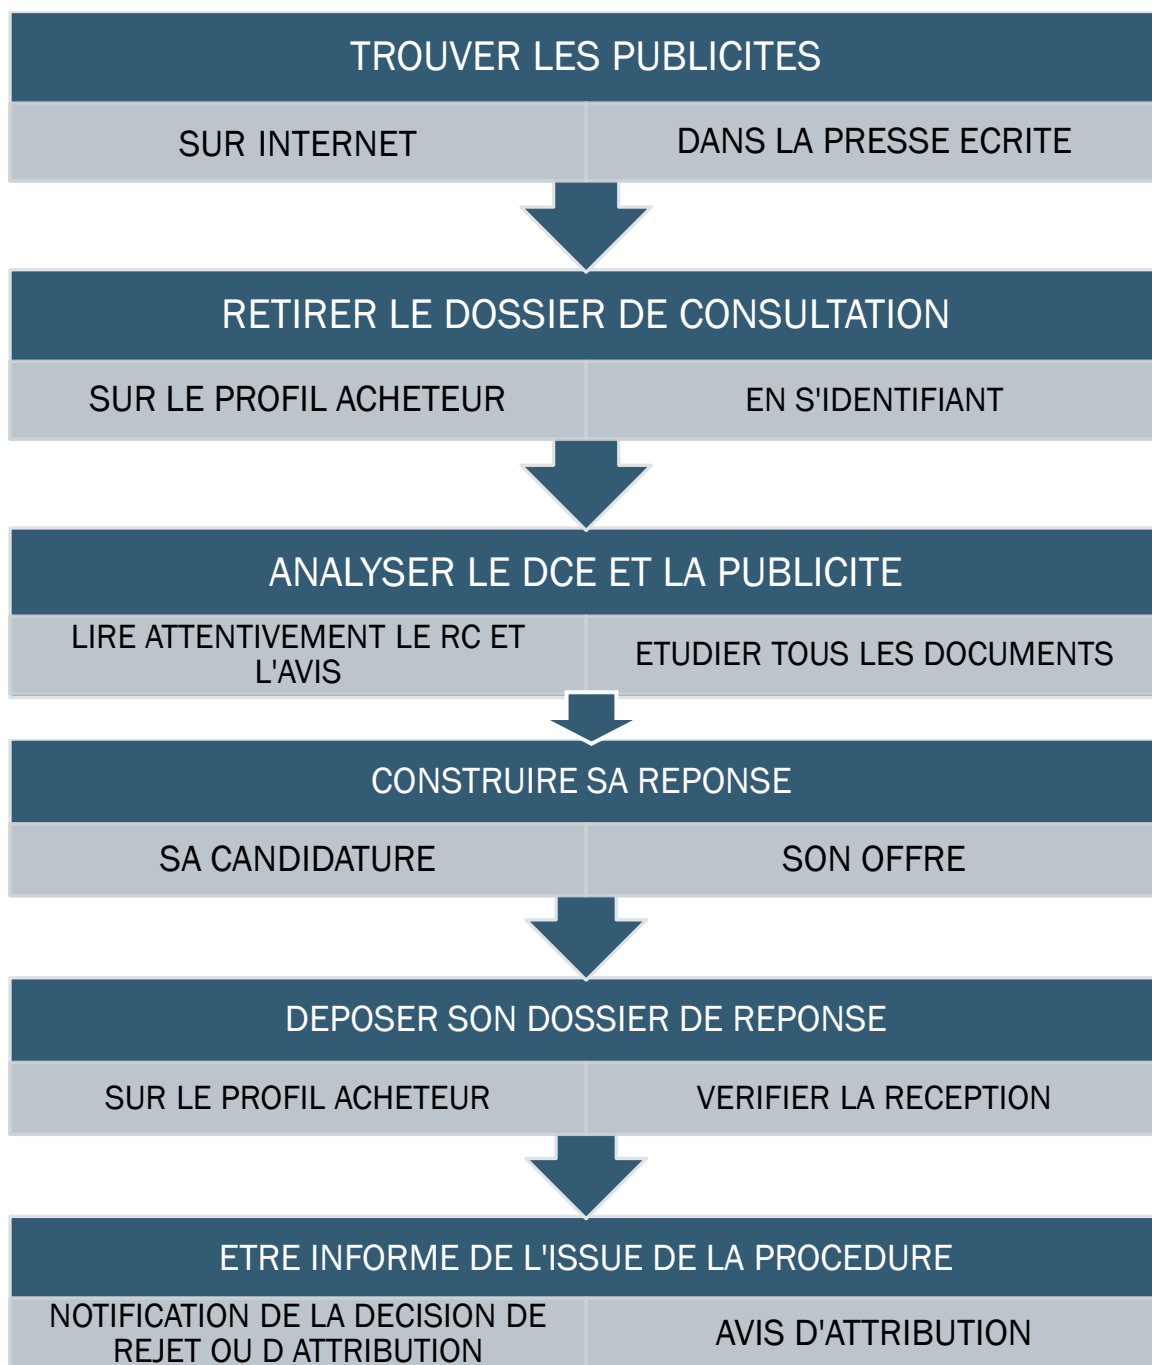 TROUVER LES PUBLICITES
SUR INTERNET
DANS LA PRESSE ECRITE
RETIRER LE DOSSIER DE CONSULTATION
SUR LE PROFIL ACHETEUR
EN S'IDENTIFIANT
ANALYSER LE DCE ET LA PUBLICITE
LIRE ATTENTIVEMENT LE RC ET
L'AVIS
ETUDIER TOUS LES DOCUMENTS
CONSTRUIRE SA REPONSE
SA CANDIDATURE
SON OFFRE
DEPOSER SON DOSSIER DE REPONSE
SUR LE PROFIL ACHETEUR
VERIFIER LA RECEPTION
ETRE INFORME DE L'ISSUE DE LA PROCEDURE
NOTIFICATION DE LA DECISION DE
REJET OU D ATTRIBUTION
AVIS D'ATTRIBUTION